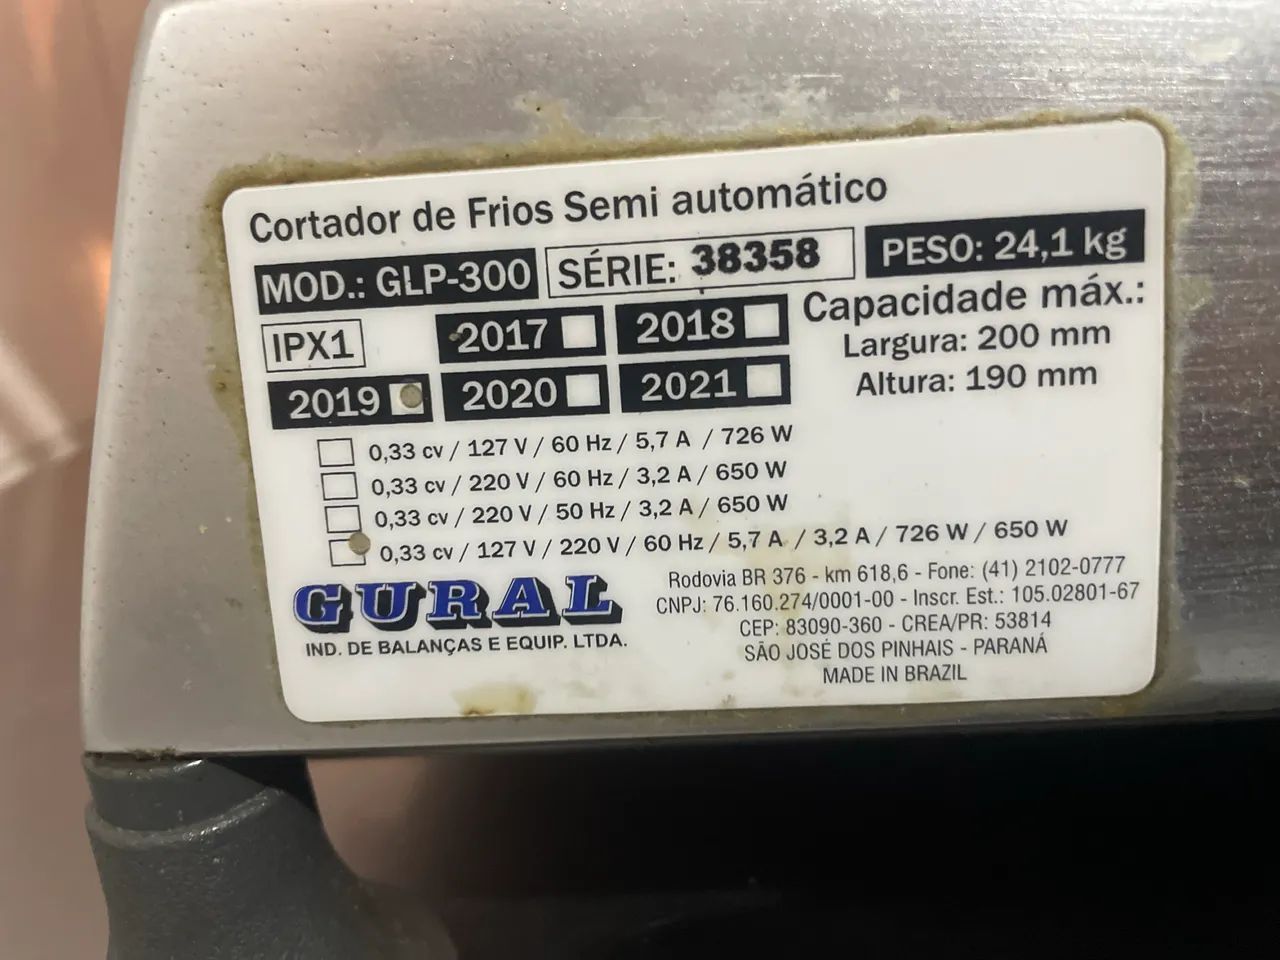 Cortador de Frios Semi automático
MOD.: GLP-300 SÉRIE: 38358 PESO: 24,1 kg
IPX1 2017 2018
2019 2020 2021
Capacidade máx.:
Largura: 200 mm
Altura: 190 mm
0,33 cv / 127 V / 60 Hz / 5,7 A / 726 W
0,33 cv / 220 V / 60 Hz / 3,2 A / 650 W
0,33 cv / 220 V / 50 Hz / 3,2 A / 650 W
0,33 cv / 127 V / 220 V / 60 Hz / 5,7 A / 3,2 A / 726 W / 650 W
GURAL
IND. DE BALANÇAS E EQUIP. LTDA.
Rodovia BR 376 - km 618,6 - Fone: (41) 2102-0777
CNPJ: 76.160.274/0001-00 - Inscr. Est.: 105.02801-67
CEP: 83090-360 - CREA/PR: 53814
SÃO JOSÉ DOS PINHAIS - PARANÁ
MADE IN BRAZIL